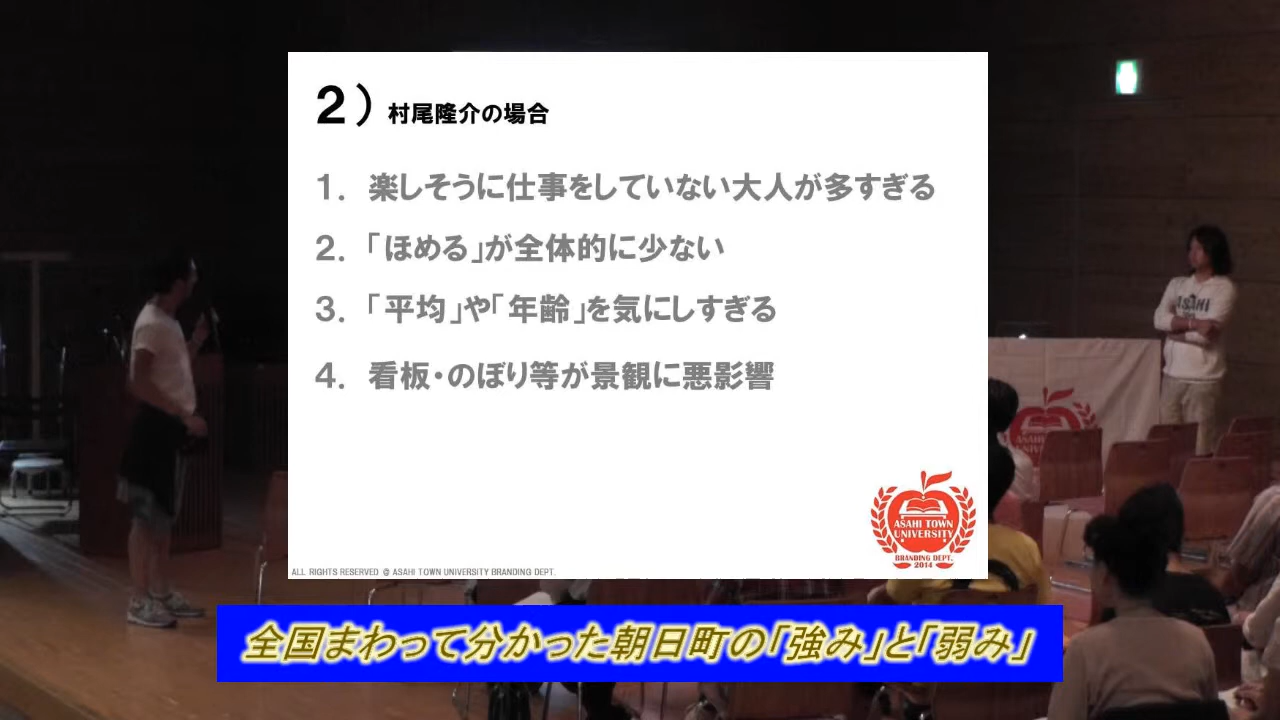 2) 村尾隆介の場合
1. 楽しそうに仕事をしていない大人が多すぎる
2. 「ほめる」が全体的に少ない
3. 「平均」や「年齢」を気にしすぎる
4. 看板・のぼり等が景観に悪影響
ASAHI
ASAHI TOWN
UNIVERSITY
BRANDING DEPT.
2014
ALL RIGHTS RESERVED @ ASAHI TOWN UNIVERSITY BRANDING DEPT.
全国まわって分かった朝日町の「強み」と「弱み」